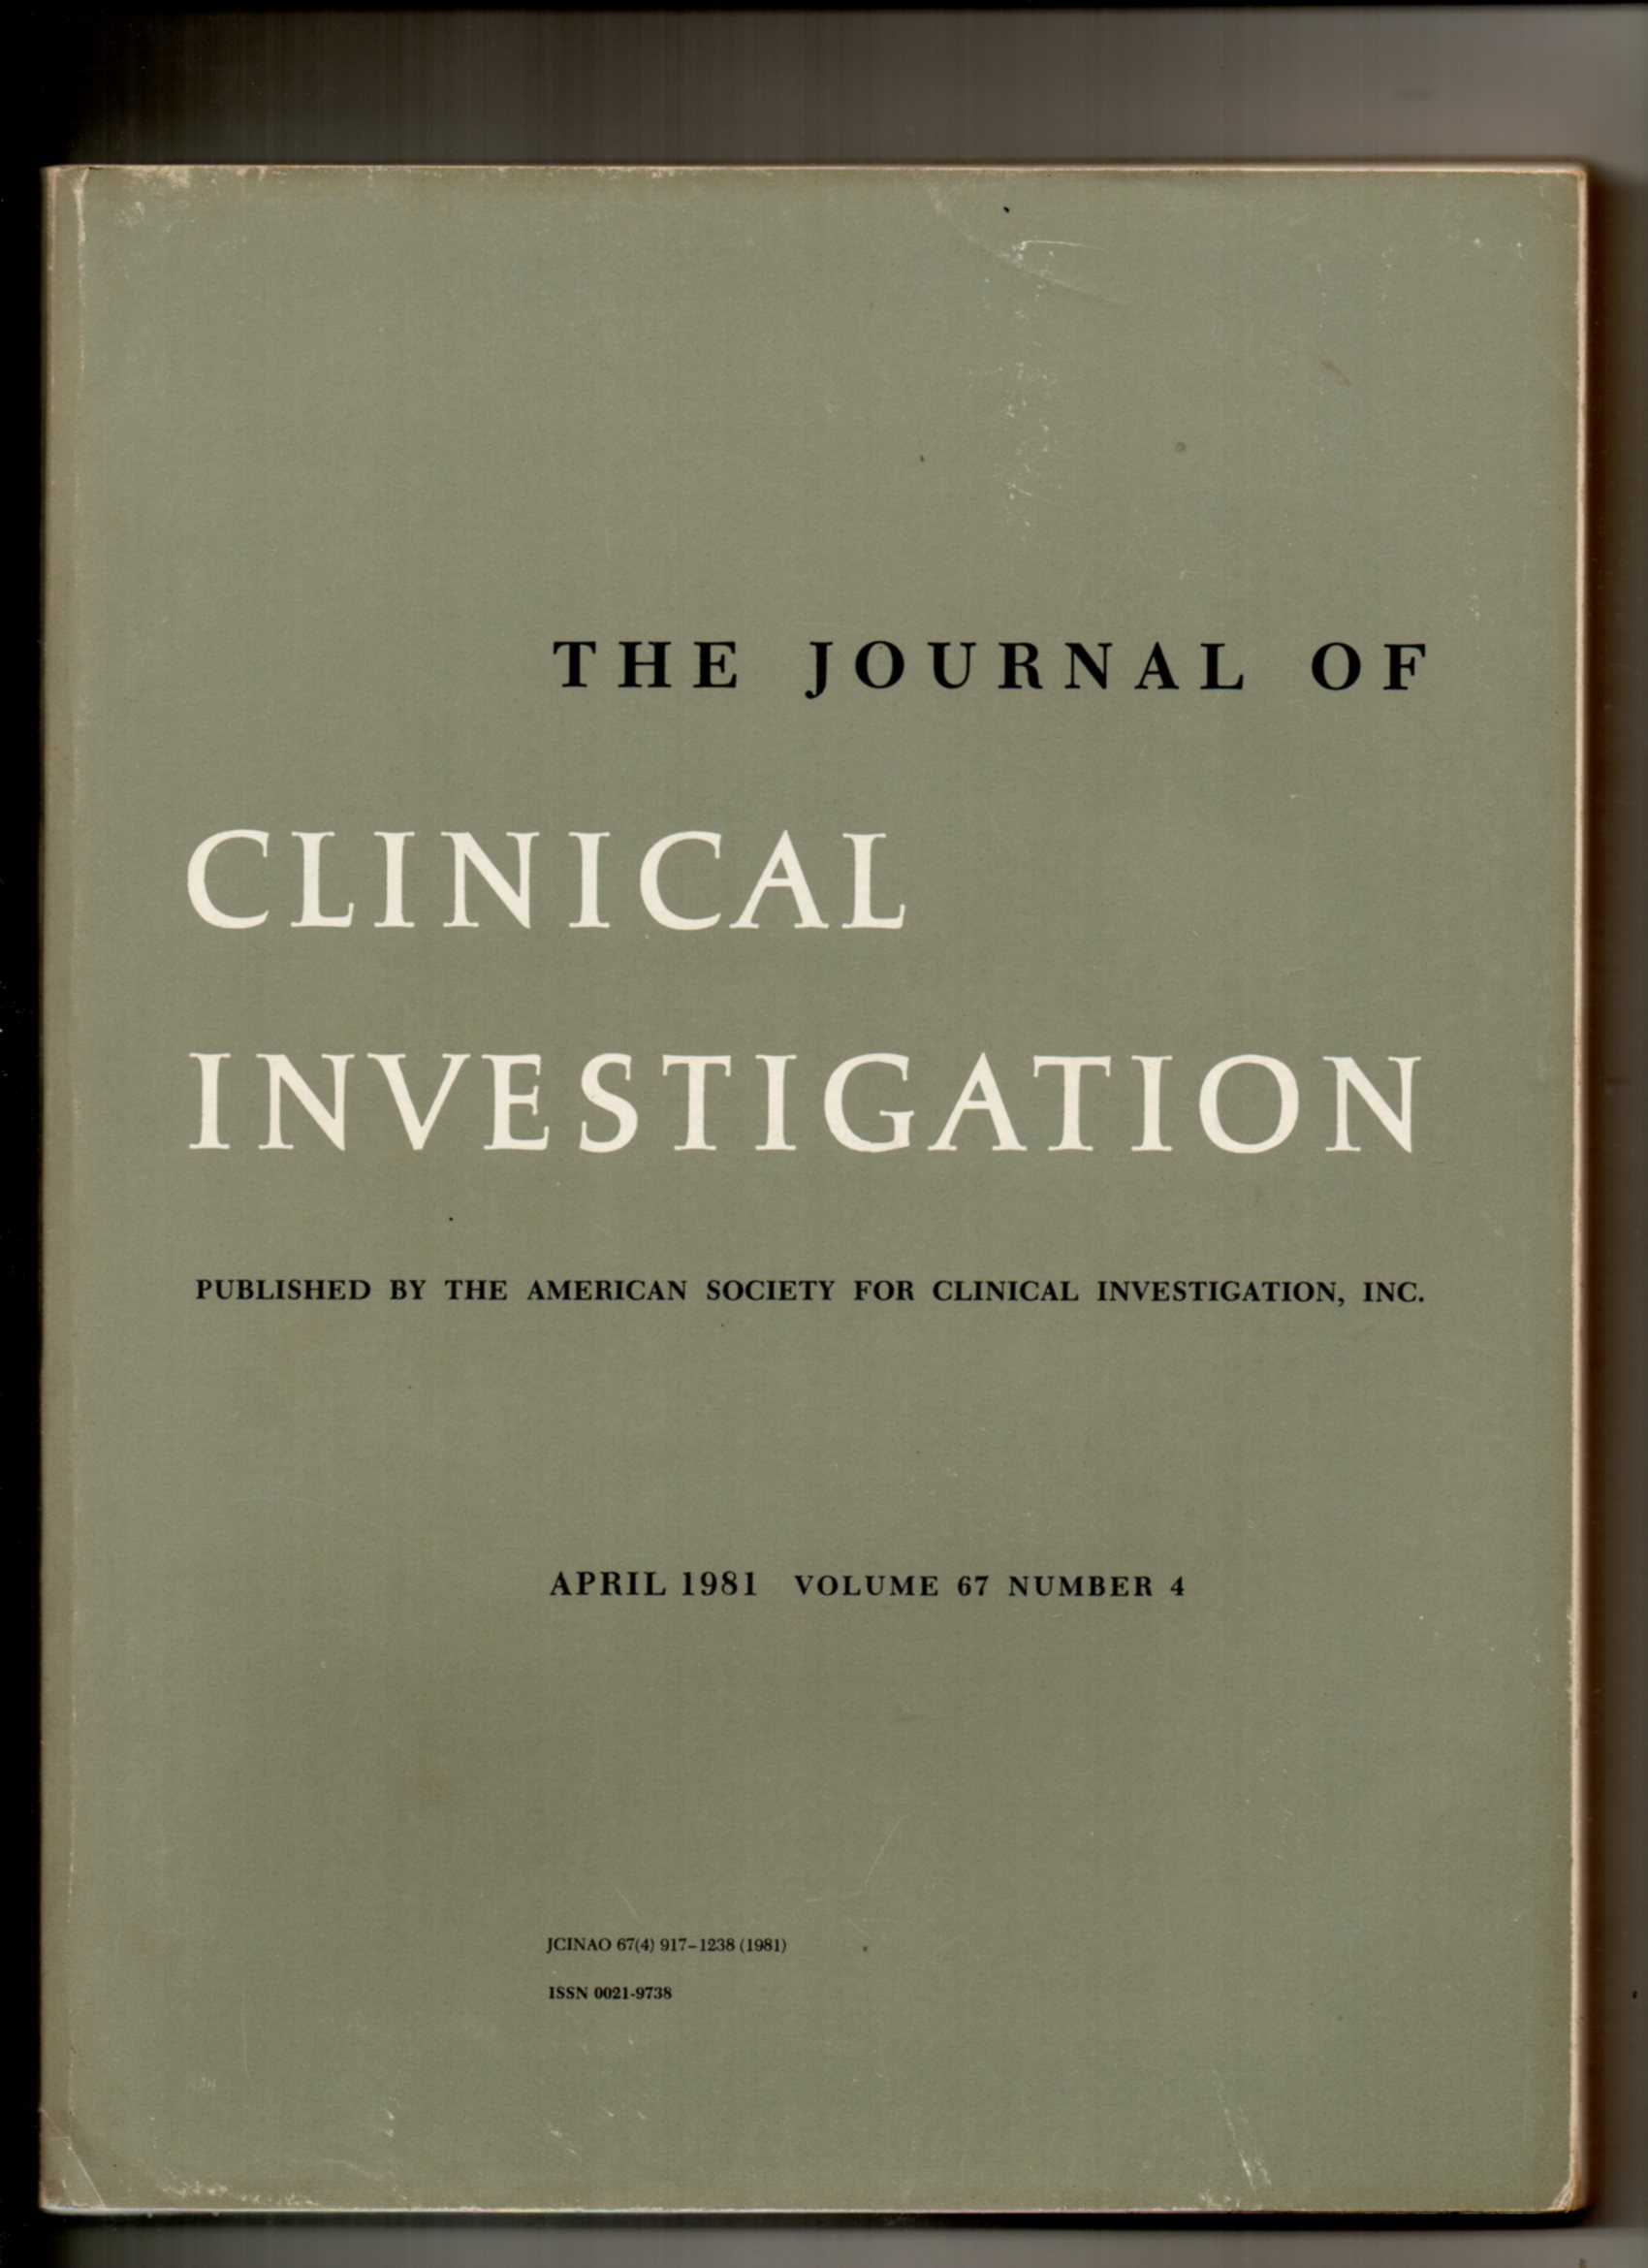 THE JOURNAL OF
CLINICAL
INVESTIGATION
PUBLISHED BY THE AMERICAN SOCIETY FOR CLINICAL INVESTIGATION, INC.
APRIL 1981 VOLUME 67 NUMBER 4
JCINAO 67(4) 917–1238 (1981)
ISSN 0021-9738